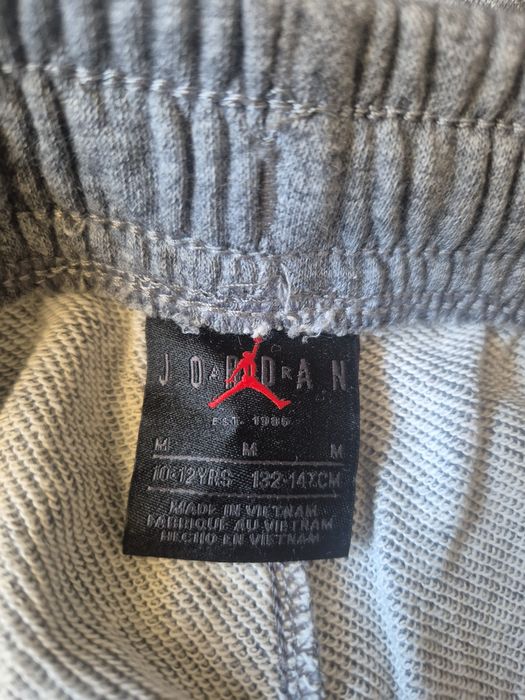 JORDAN
EST. 1985
M M M
10-12YRS 132-147CM
MADE IN VIETNAM
FABRIQUÉ AU VIETNAM
HECHO EN VIETNAM